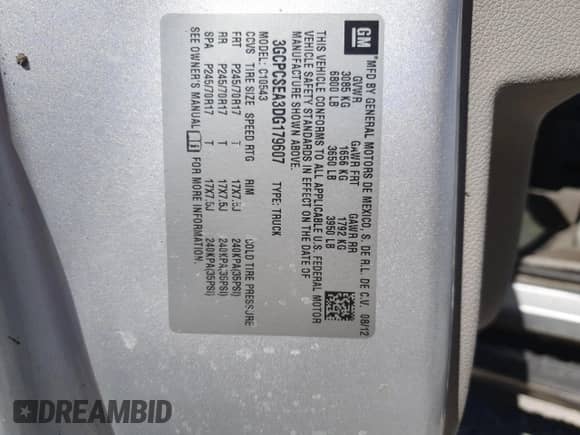 GM
MFD BY GENERAL MOTORS DE MEXICO, S. DE R.L. DE C.V. 08/12
GVWR GAWR FRT GAWR RR
3085 KG 1656 KG 1792 KG
6800 LB 3650 LB 3950 LB
THIS VEHICLE CONFORMS TO ALL APPLICABLE U.S. FEDERAL MOTOR
VEHICLE SAFETY STANDARDS IN EFFECT ON THE DATE OF
MANUFACTURE SHOWN ABOVE.
3GCPCSEA3DG179607 TYPE: TRUCK
MODEL: C10543
CCVS TIRE SIZE SPEED RTG RIM COLD TIRE PRESSURE
FRT P245/70R17 T 17X7.5J 240KPA(35PSI)
RR P245/70R17 T 17X7.5J 240KPA(35PSI)
SPA P245/70R17 T 17X7.5J 240KPA(35PSI)
SEE OWNER'S MANUAL FOR MORE INFORMATION.
DREAMBID